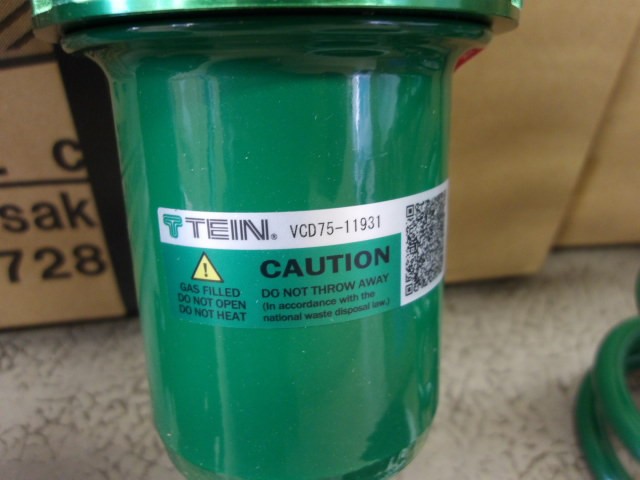 TEIN® VCD75-11931
GAS FILLED
DO NOT OPEN
DO NOT HEAT
CAUTION
DO NOT THROW AWAY
(In accordance with the
national waste disposal law.)
C
sak
728